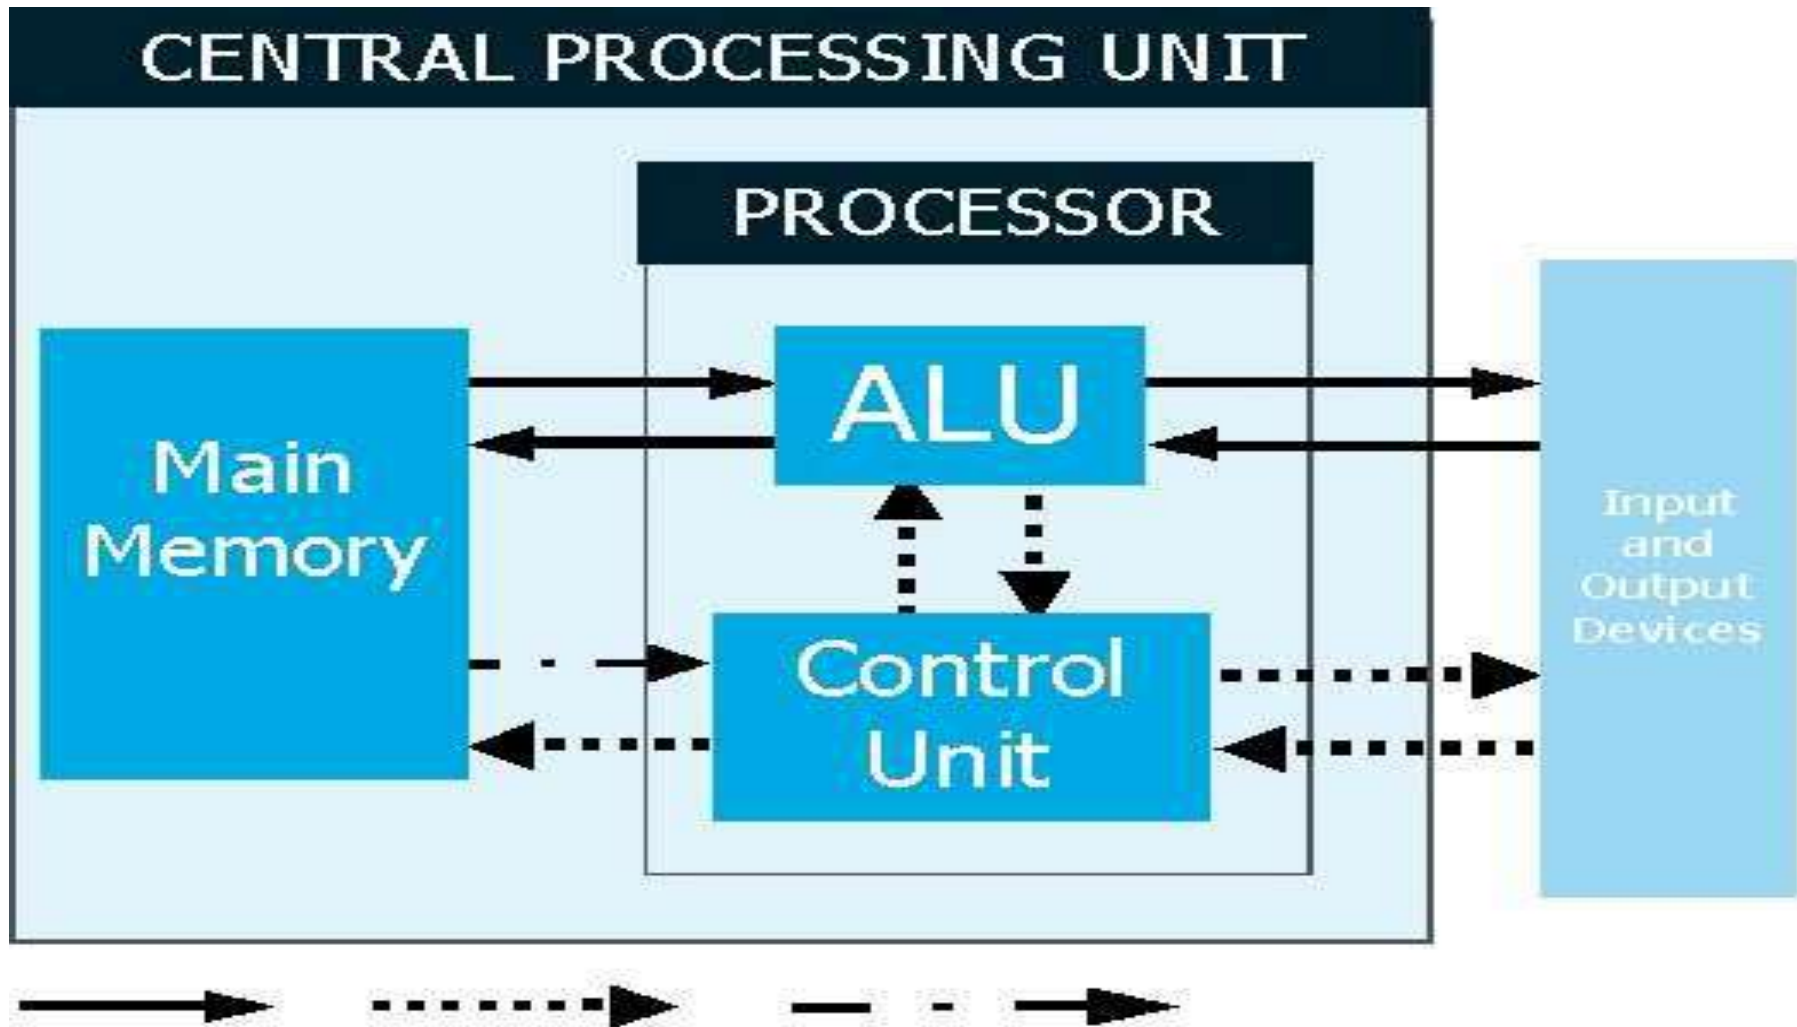 CENTRAL PROCESSING UNIT
PROCESSOR
ALU
Main
Memory
Input
and
Output
Devices
Control
Unit